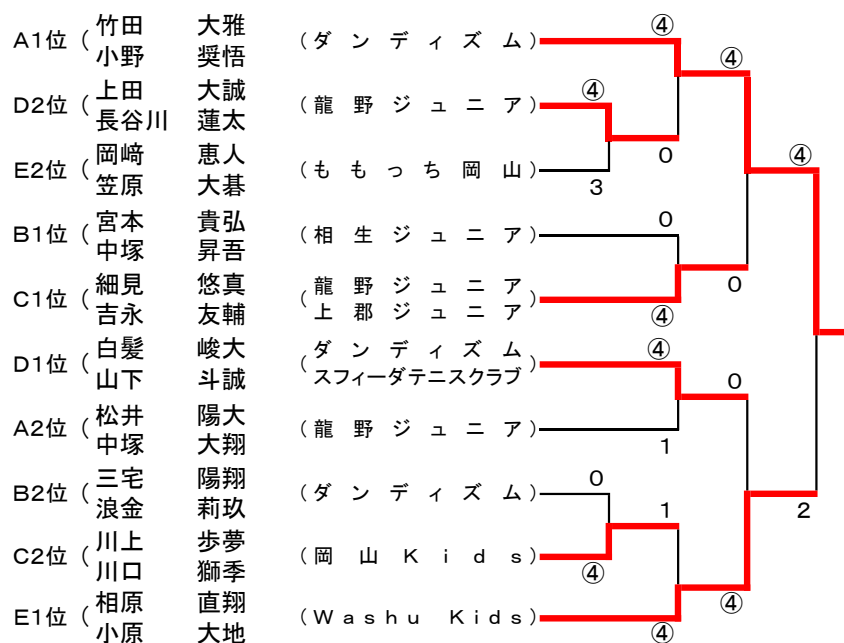 竹田 大雅
A1位 ( 小野 奨悟 (ダンディズム) ④ ④
上田 大誠
D2位 ( 長谷川 蓮太 (龍野ジュニア) ④ 0 ④
岡﨑 恵人
E2位 ( 笠原 大碁 (ももっち岡山) 3
宮本 貴弘
B1位 ( 中塚 昇吾 (相生ジュニア) 0
細見 悠真 龍野ジュニア
C1位 ( 吉永 友輔 ( 上郡ジュニア ) ④ 0
白髪 峻大 ダンディズム
D1位 ( 山下 斗誠 ( スフィーダテニスクラブ ) ④ 0
松井 陽大
A2位 ( 中塚 大翔 (龍野ジュニア) 1
三宅 陽翔
B2位 ( 浪金 莉玖 (ダンディズム) 0 1 2
川上 歩夢
C2位 ( 川口 獅季 (岡山Kids) ④ ④
相原 直翔
E1位 ( 小原 大地 (Washu Kids) ④